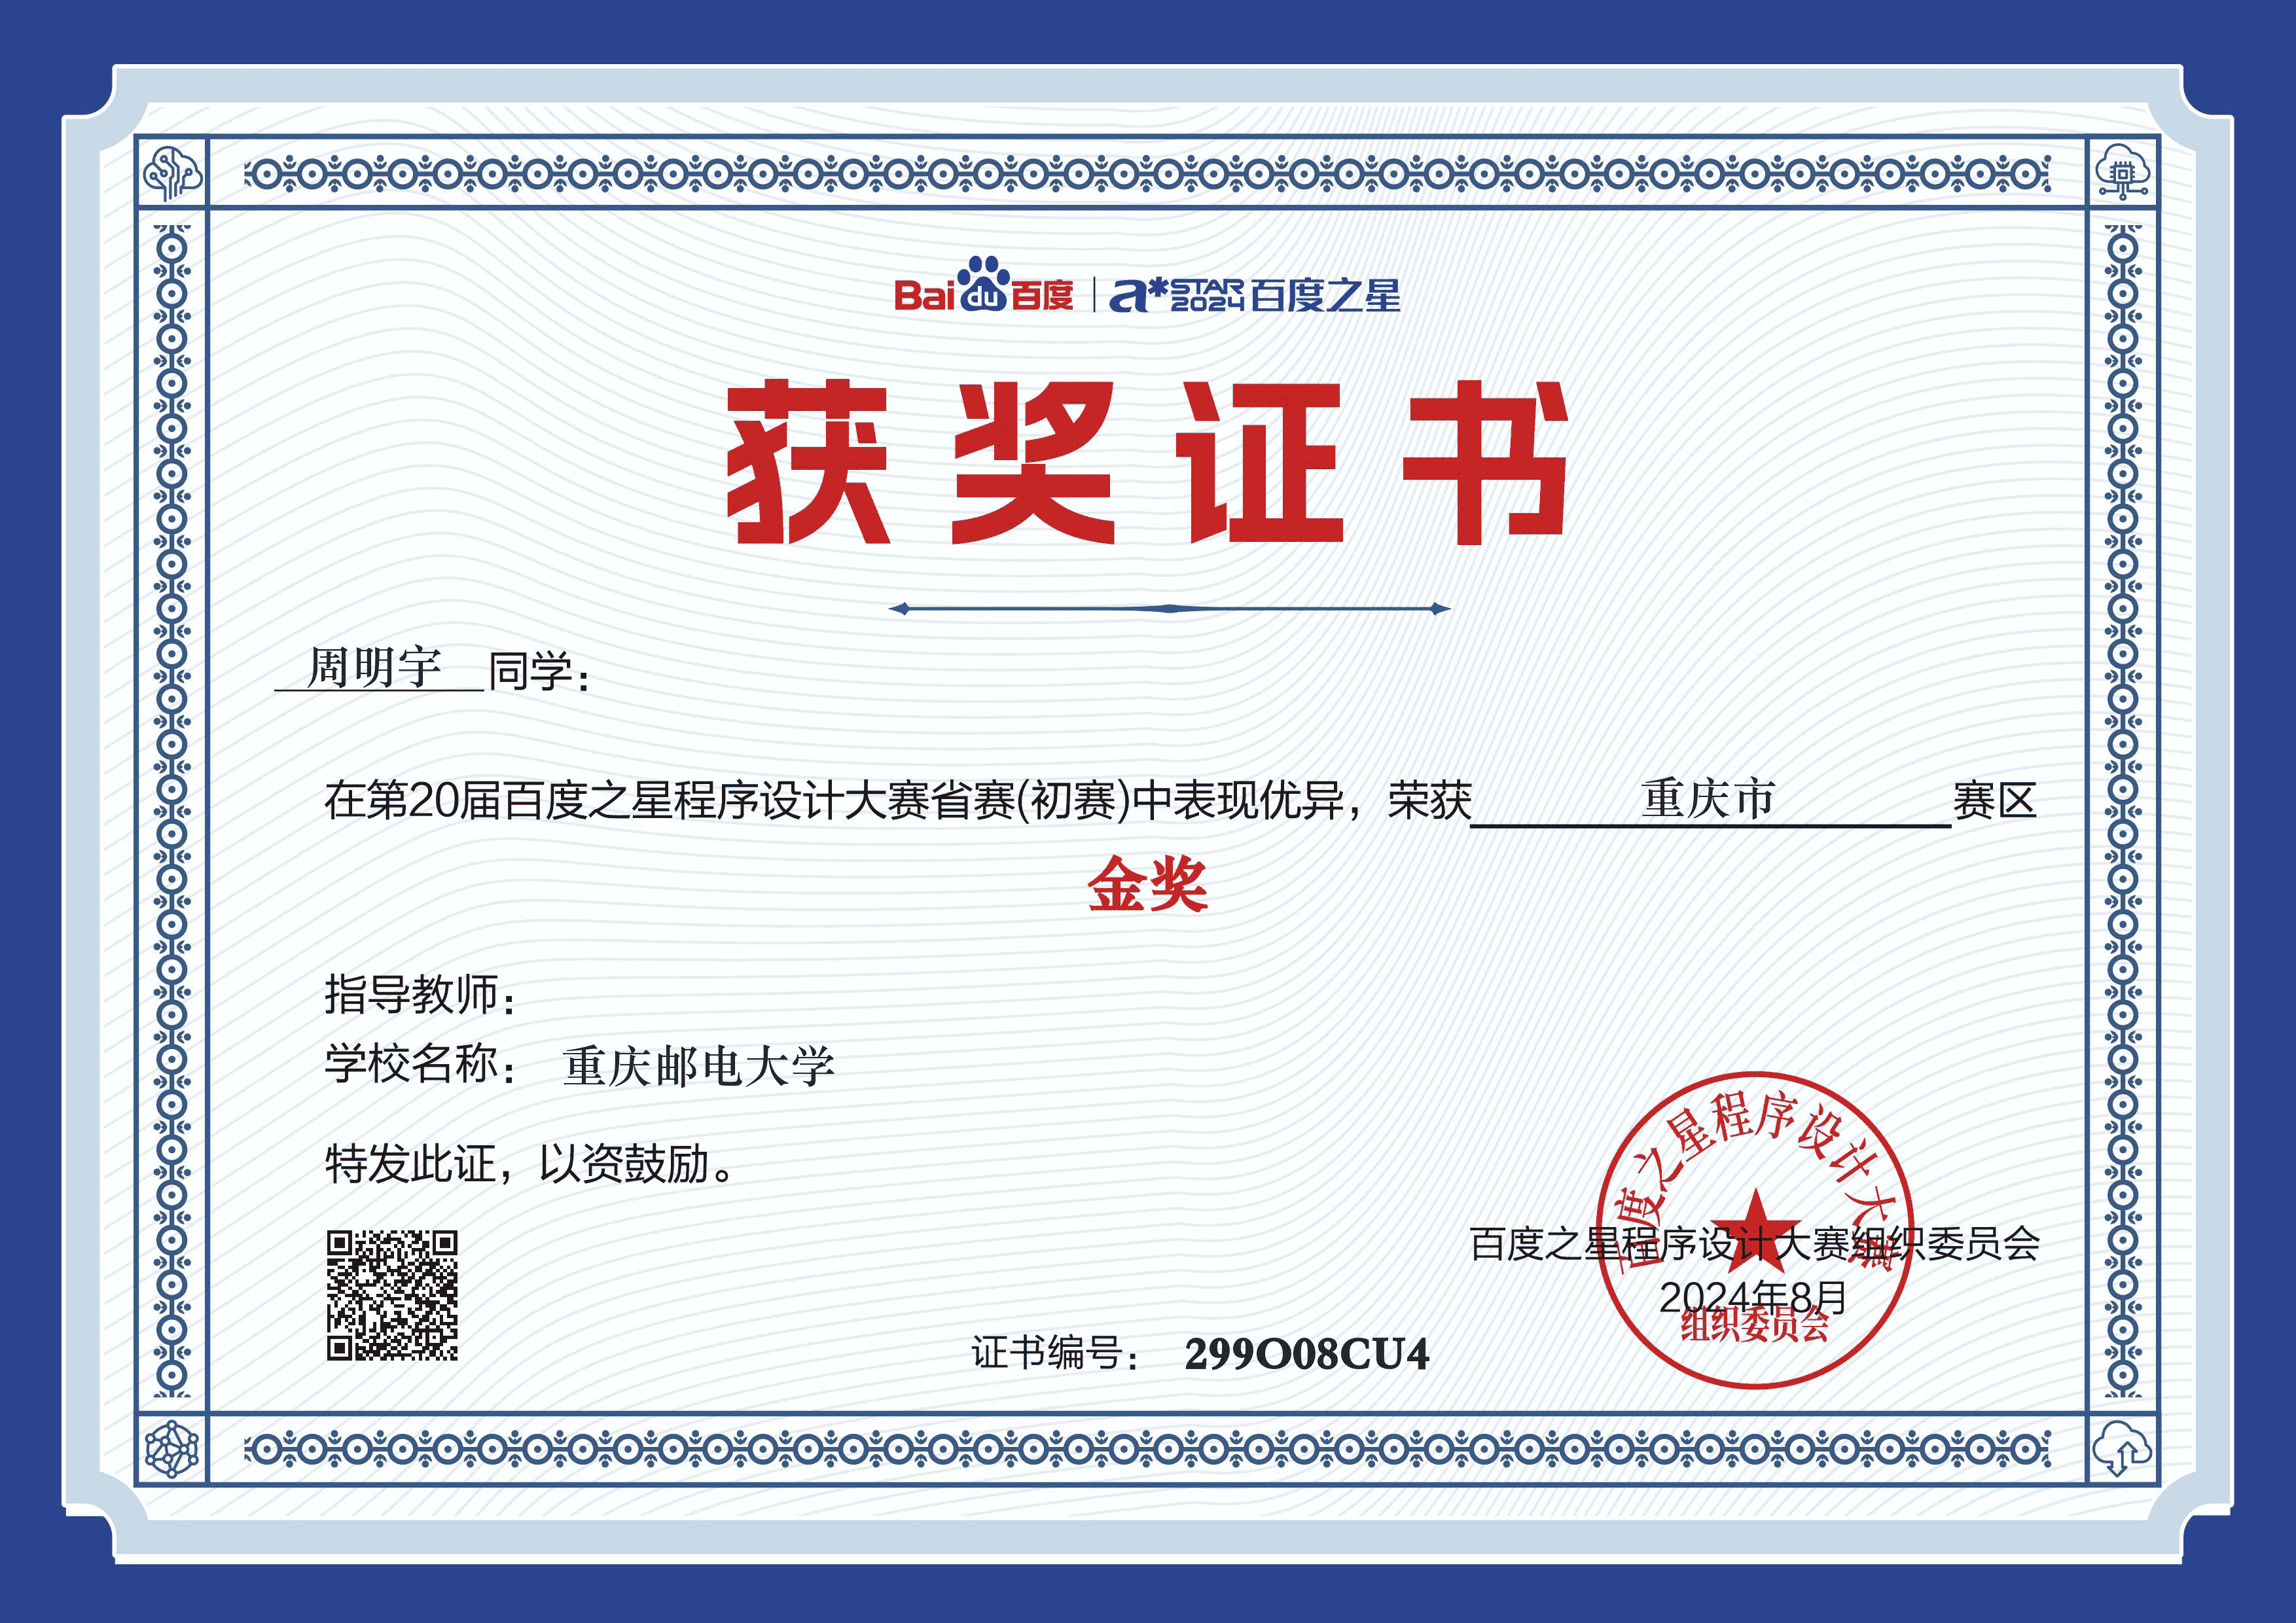 Bai du 百度 | a*STAR 2024 百度之星
获奖证书
周明宇 同学：
在第20届百度之星程序设计大赛省赛(初赛)中表现优异，荣获 重庆市 赛区
金奖
指导教师：
学校名称： 重庆邮电大学
特发此证，以资鼓励。
百度之星程序设计大赛
百度之星程序设计大赛组织委员会
2024年8月
组织委员会
证书编号： 299O08CU4